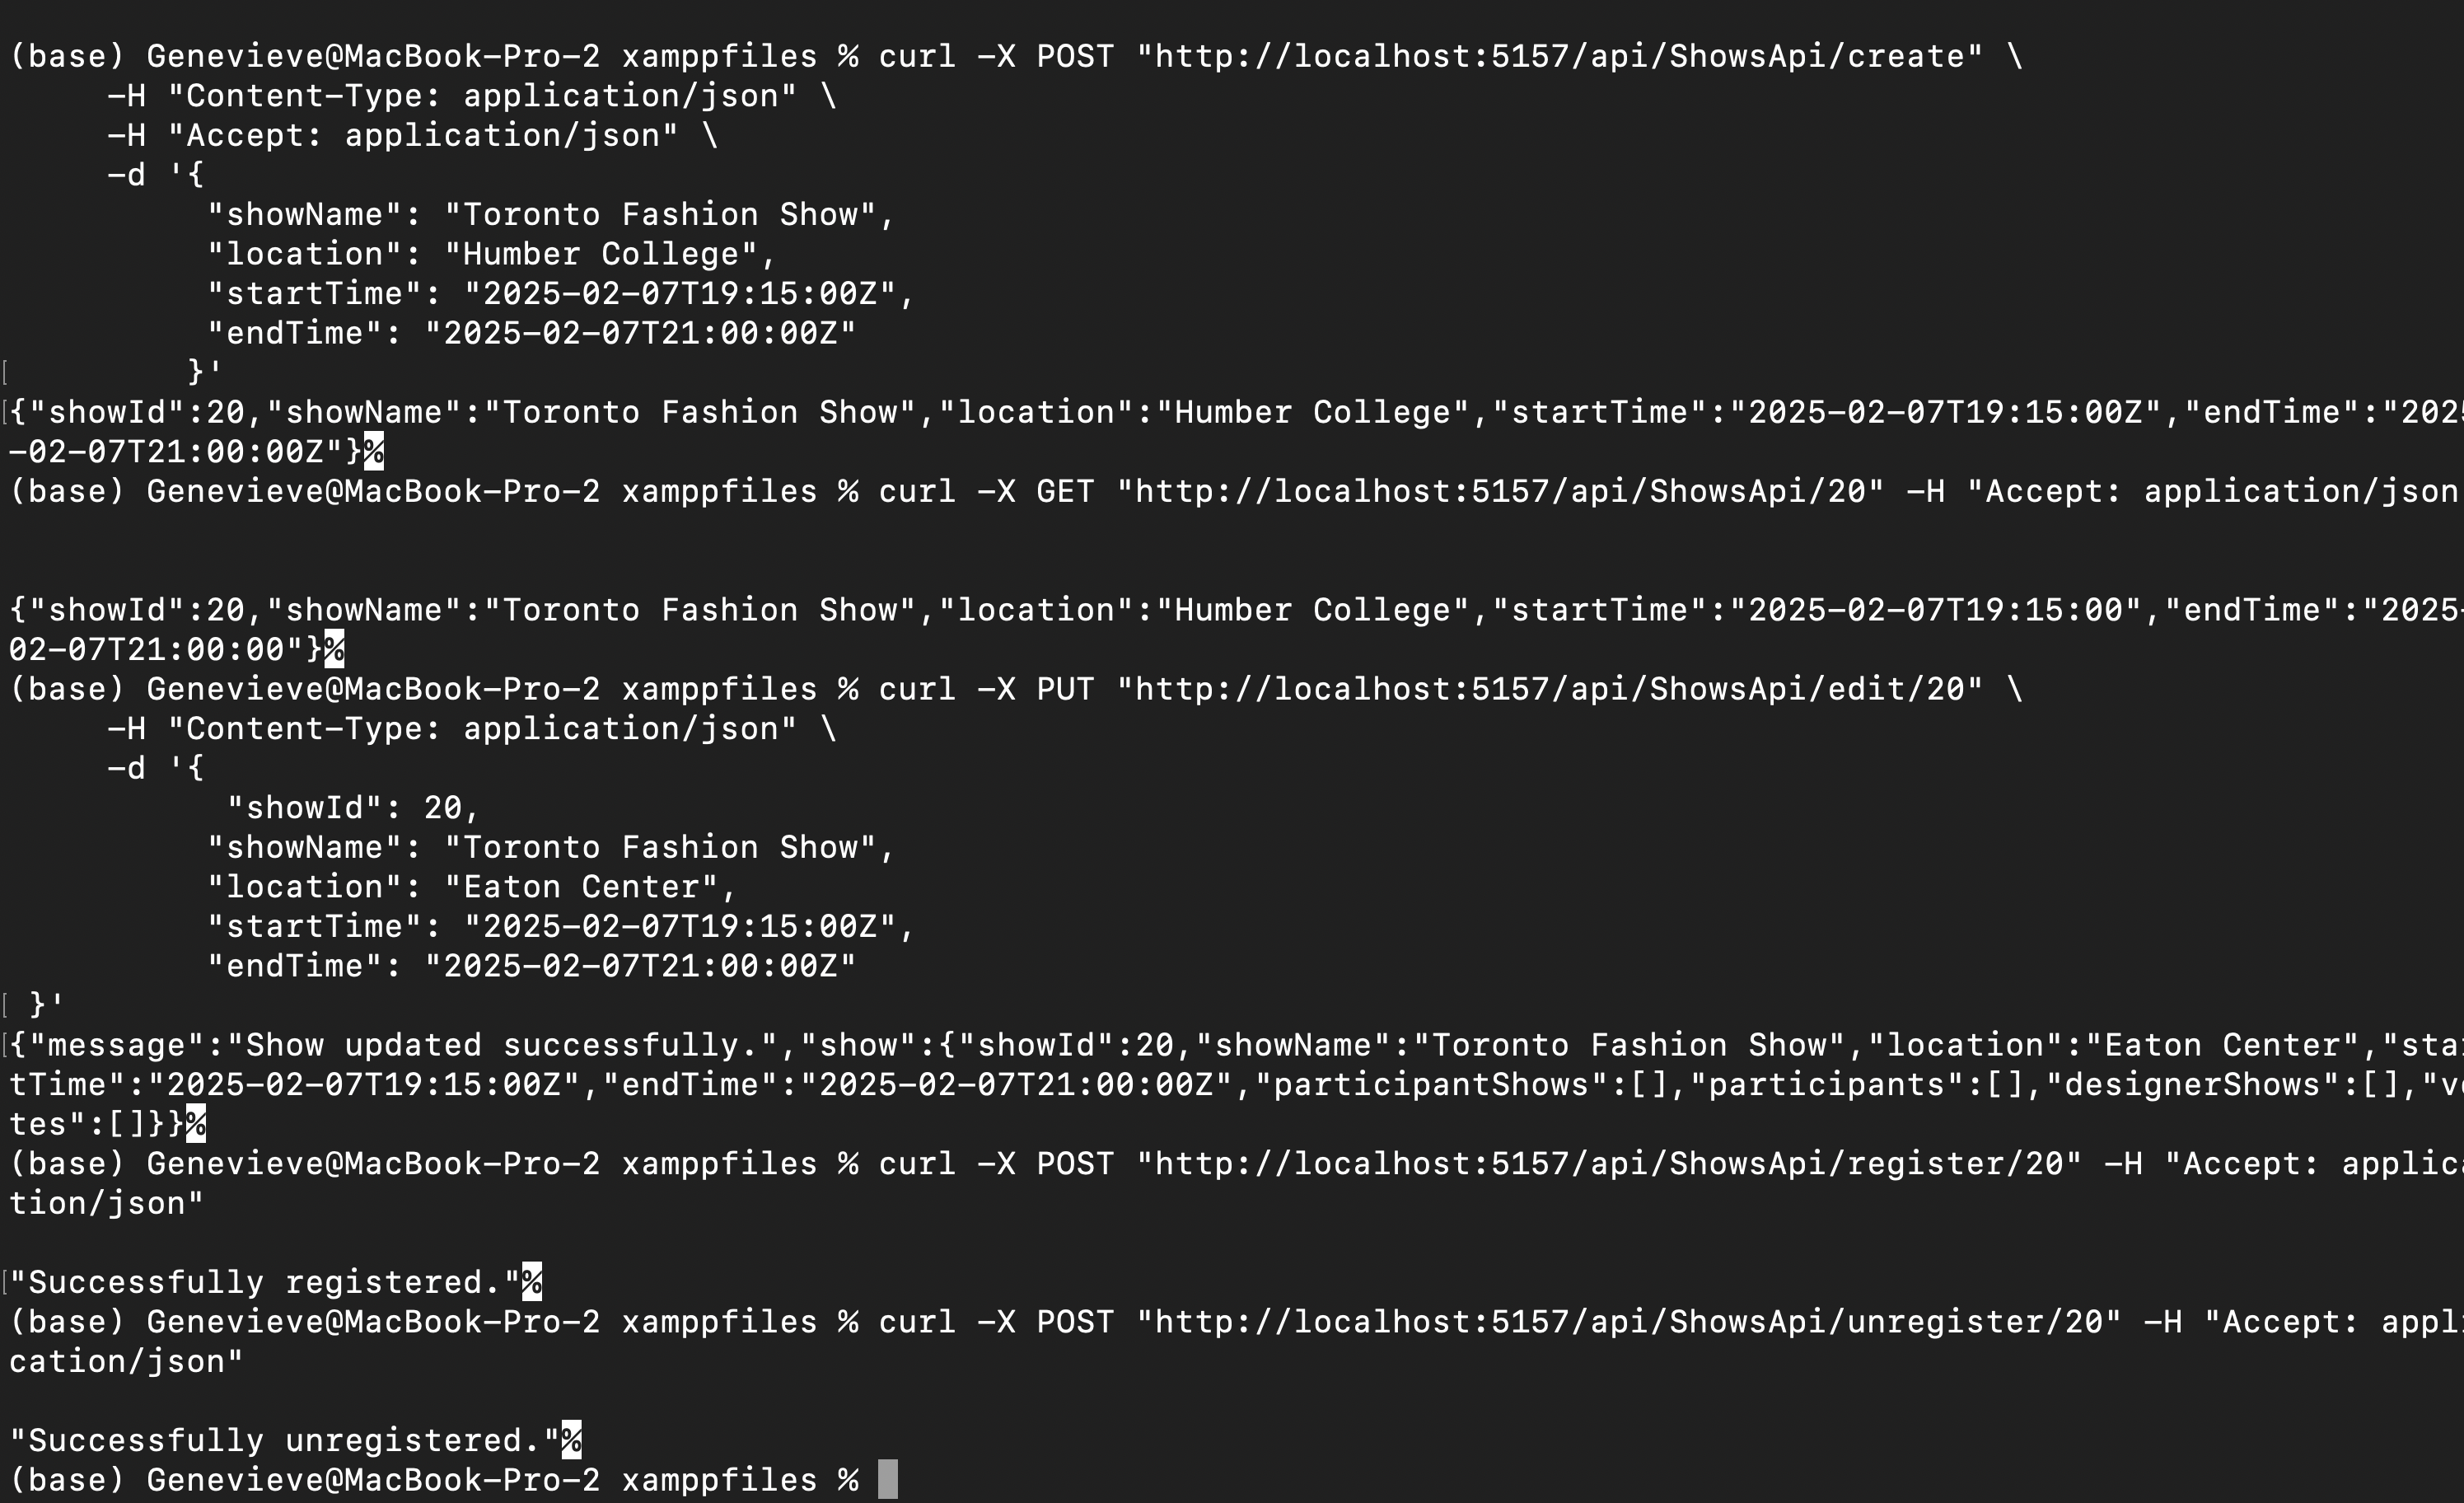 (base) Genevieve@MacBook-Pro-2 xamppfiles % curl -X POST "http://localhost:5157/api/ShowsApi/create" \
     -H "Content-Type: application/json" \
     -H "Accept: application/json" \
     -d '{
          "showName": "Toronto Fashion Show",
          "location": "Humber College",
          "startTime": "2025-02-07T19:15:00Z",
          "endTime": "2025-02-07T21:00:00Z"
[         }'
[{"showId":20,"showName":"Toronto Fashion Show","location":"Humber College","startTime":"2025-02-07T19:15:00Z","endTime":"2025
-02-07T21:00:00Z"}%
(base) Genevieve@MacBook-Pro-2 xamppfiles % curl -X GET "http://localhost:5157/api/ShowsApi/20" -H "Accept: application/json
{"showId":20,"showName":"Toronto Fashion Show","location":"Humber College","startTime":"2025-02-07T19:15:00","endTime":"2025-
02-07T21:00:00"}%
(base) Genevieve@MacBook-Pro-2 xamppfiles % curl -X PUT "http://localhost:5157/api/ShowsApi/edit/20" \
     -H "Content-Type: application/json" \
     -d '{
           "showId": 20,
          "showName": "Toronto Fashion Show",
          "location": "Eaton Center",
          "startTime": "2025-02-07T19:15:00Z",
          "endTime": "2025-02-07T21:00:00Z"
[ }'
[{"message":"Show updated successfully.","show":{"showId":20,"showName":"Toronto Fashion Show","location":"Eaton Center","star
tTime":"2025-02-07T19:15:00Z","endTime":"2025-02-07T21:00:00Z","participantShows":[],"participants":[],"designerShows":[],"vo
tes":[]}}%
(base) Genevieve@MacBook-Pro-2 xamppfiles % curl -X POST "http://localhost:5157/api/ShowsApi/register/20" -H "Accept: applica
tion/json"
["Successfully registered."%
(base) Genevieve@MacBook-Pro-2 xamppfiles % curl -X POST "http://localhost:5157/api/ShowsApi/unregister/20" -H "Accept: appli
cation/json"
"Successfully unregistered."%
(base) Genevieve@MacBook-Pro-2 xamppfiles %